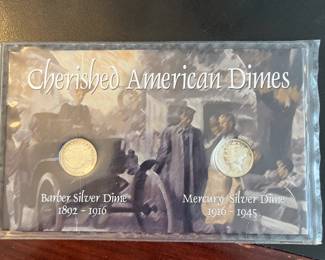 Cherished American Dimes
Barber Silver Dime
Mercury Silver Dime
1892 - 1916
1916 - 1945